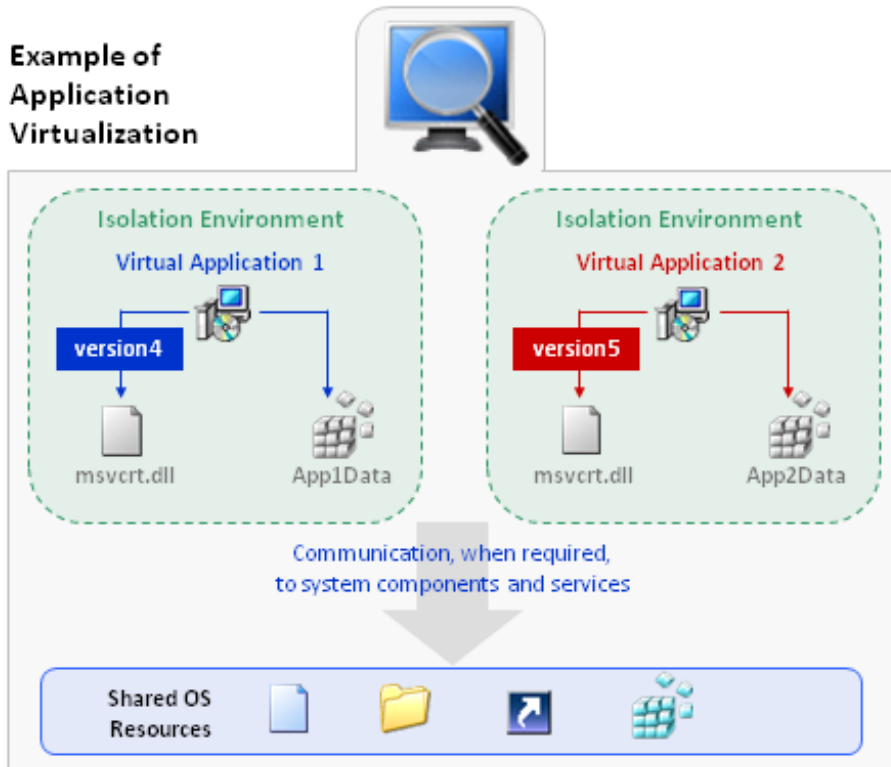 Example of
Application
Virtualization
Isolation Environment
Virtual Application 1
version4
msvcrt.dll
App1Data
Isolation Environment
Virtual Application 2
version5
msvcrt.dll
App2Data
Communication, when required,
to system components and services
Shared OS
Resources